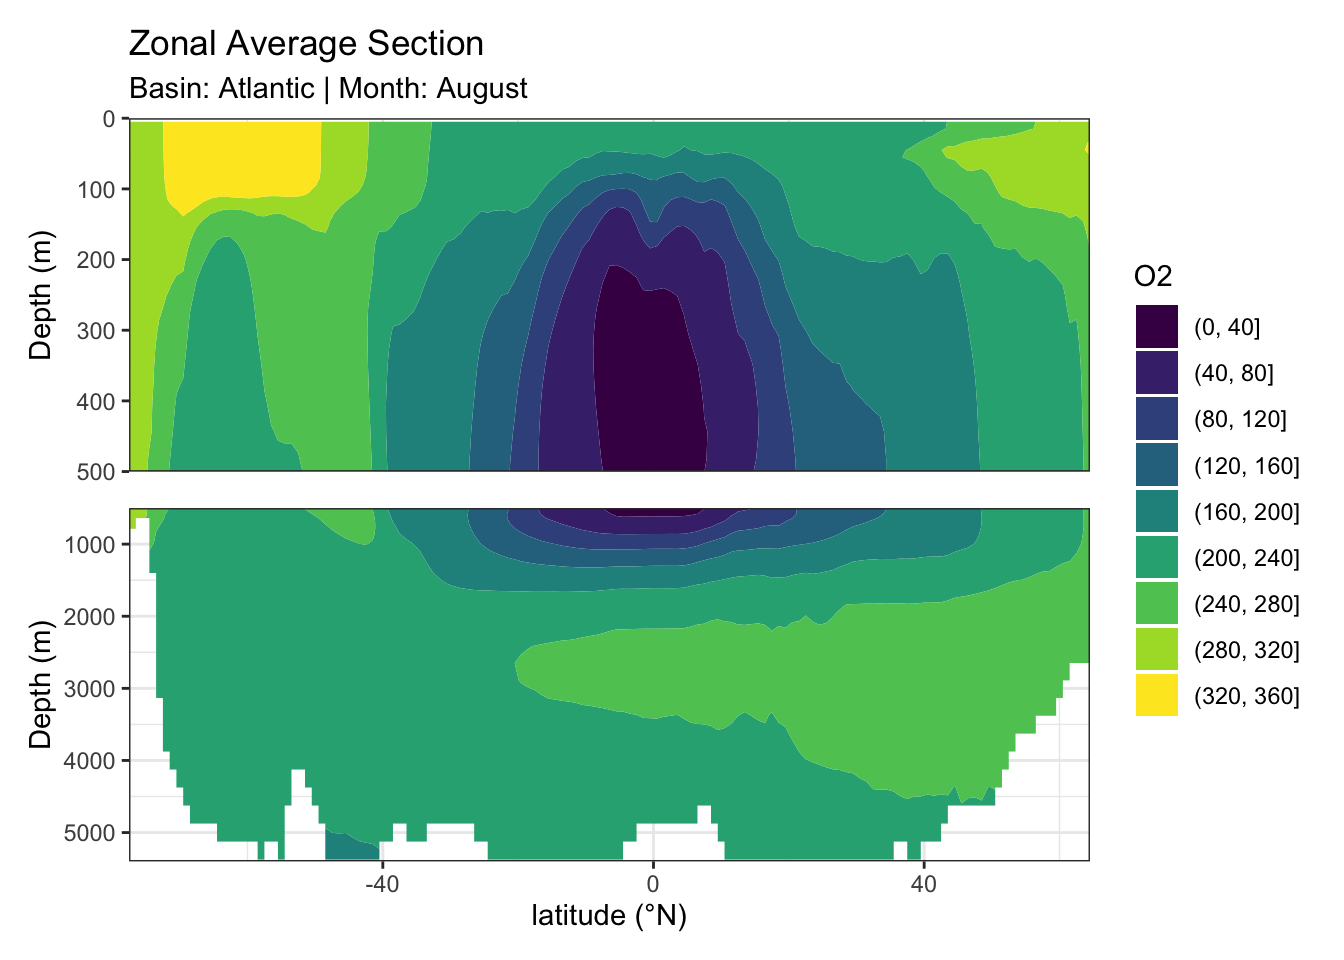 Zonal Average Section
Basin: Atlantic | Month: August
0
100
200
300
400
500
Depth (m)
1000
2000
3000
4000
5000
Depth (m)
-40 0 40
latitude (°N)
O2
(0, 40]
(40, 80]
(80, 120]
(120, 160]
(160, 200]
(200, 240]
(240, 280]
(280, 320]
(320, 360]